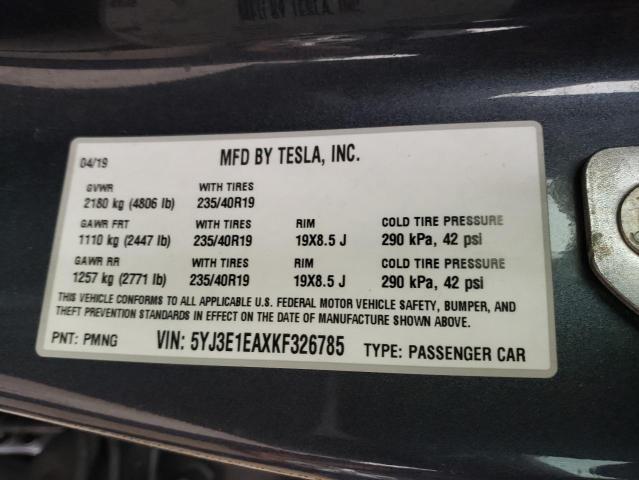 MFD BY TESLA, INC.
04/19 MFD BY TESLA, INC.
GVWR WITH TIRES
2180 kg (4806 lb) 235/40R19
GAWR FRT WITH TIRES RIM COLD TIRE PRESSURE
1110 kg (2447 lb) 235/40R19 19X8.5 J 290 kPa, 42 psi
GAWR RR WITH TIRES RIM COLD TIRE PRESSURE
1257 kg (2771 lb) 235/40R19 19X8.5 J 290 kPa, 42 psi
THIS VEHICLE CONFORMS TO ALL APPLICABLE U.S. FEDERAL MOTOR VEHICLE SAFETY, BUMPER, AND
THEFT PREVENTION STANDARDS IN EFFECT ON THE DATE OF MANUFACTURE SHOWN ABOVE.
PNT: PMNG VIN: 5YJ3E1EAXKF326785 TYPE: PASSENGER CAR